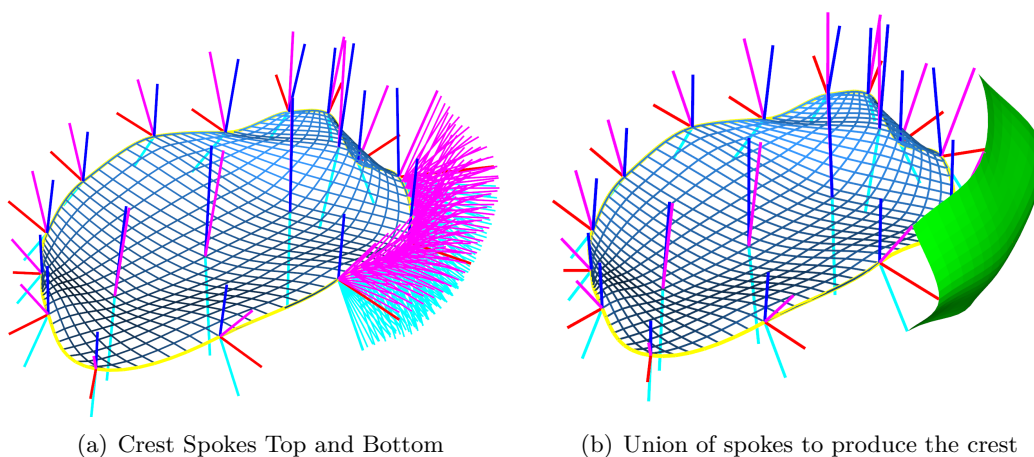 (a) Crest Spokes Top and Bottom
(b) Union of spokes to produce the crest